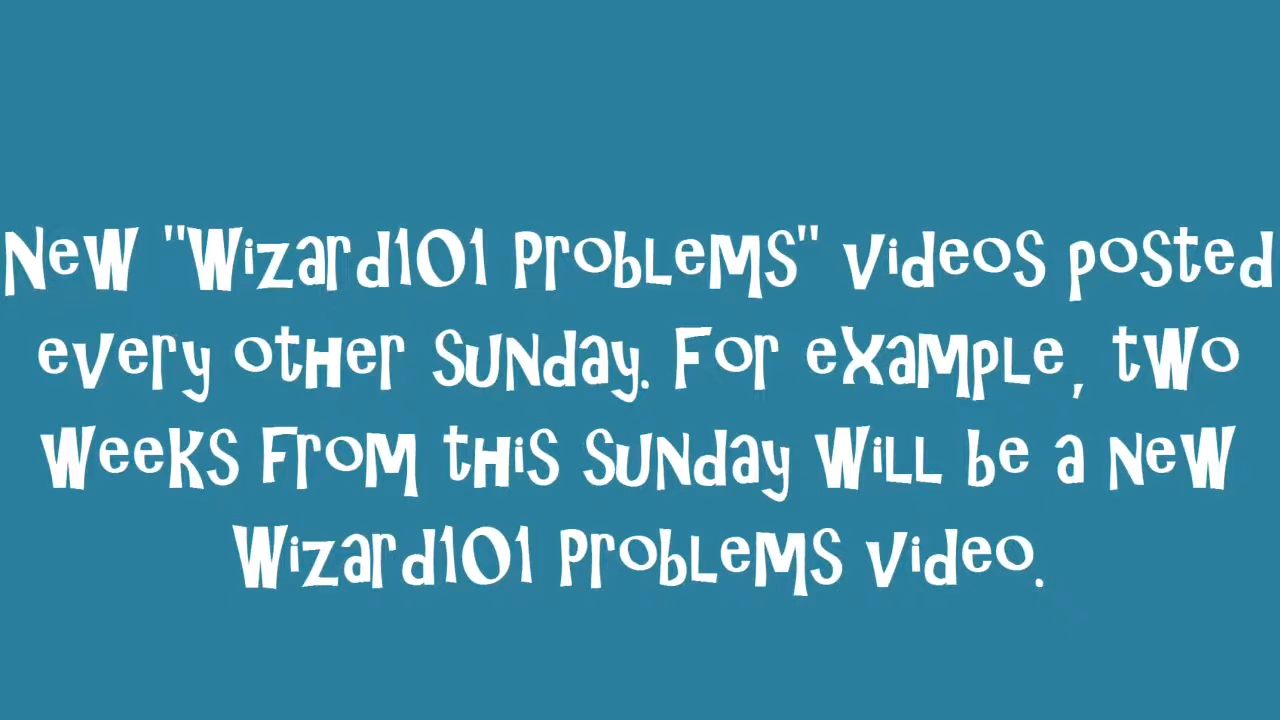 New "Wizard101 Problems" videos posted
every other Sunday. For example, two
weeks from this Sunday will be a new
Wizard101 Problems video.